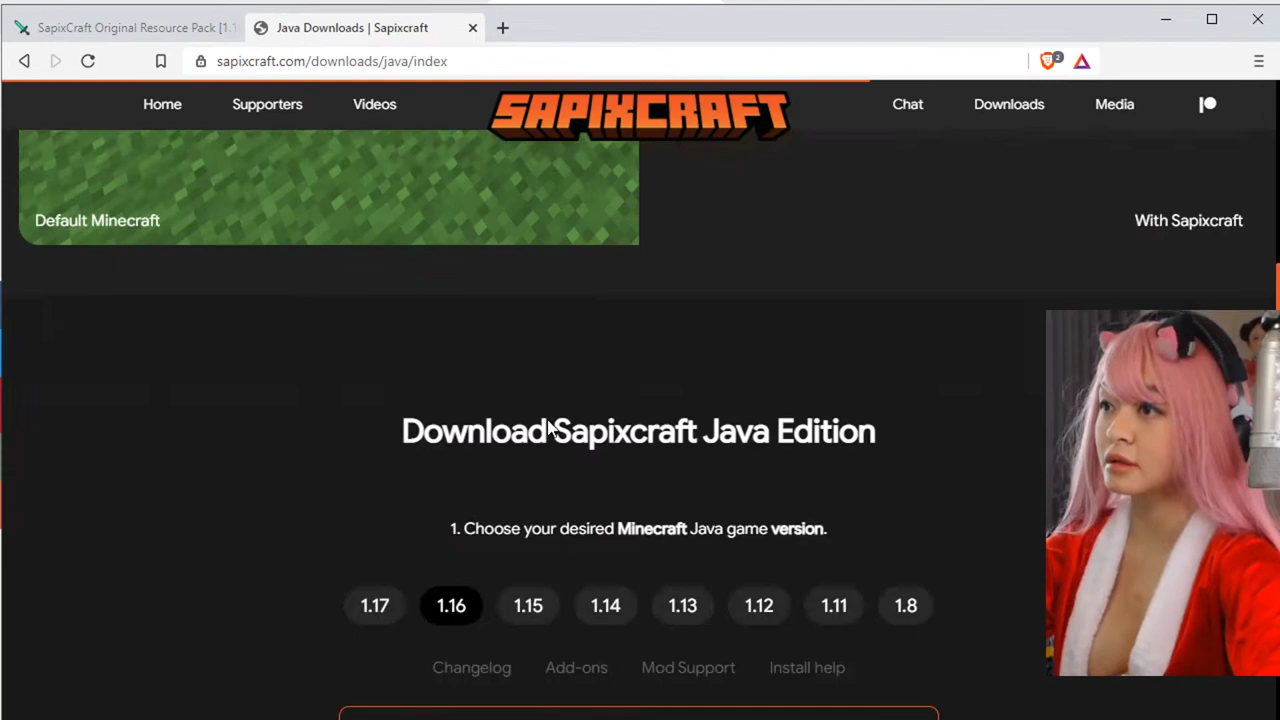 SapixCraft Original Resource Pack [1.1
Java Downloads | Sapixcraft
sapixcraft.com/downloads/java/index
2
Home
Supporters
Videos
SAPIXCRAFT
Chat
Downloads
Media
Default Minecraft
With Sapixcraft
Download Sapixcraft Java Edition
1. Choose your desired Minecraft Java game version.
1.17 1.16 1.15 1.14 1.13 1.12 1.11 1.8
Changelog Add-ons Mod Support Install help